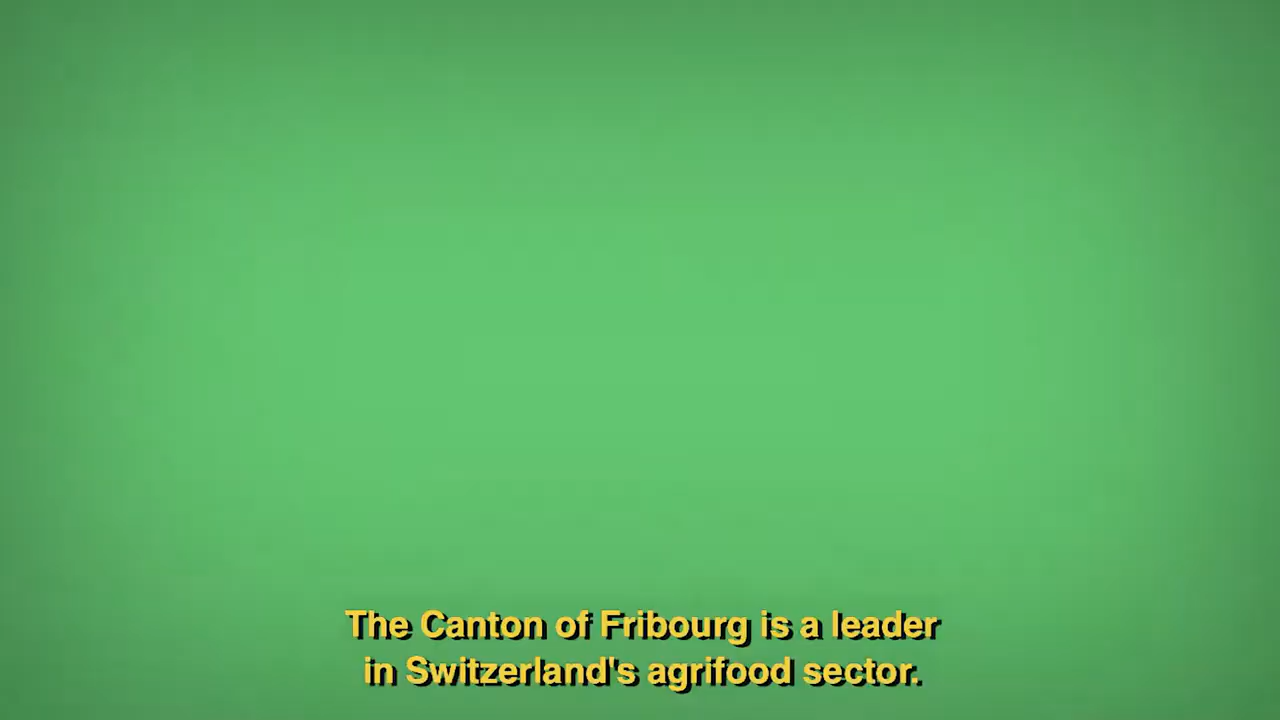 The Canton of Fribourg is a leader
in Switzerland's agrifood sector.